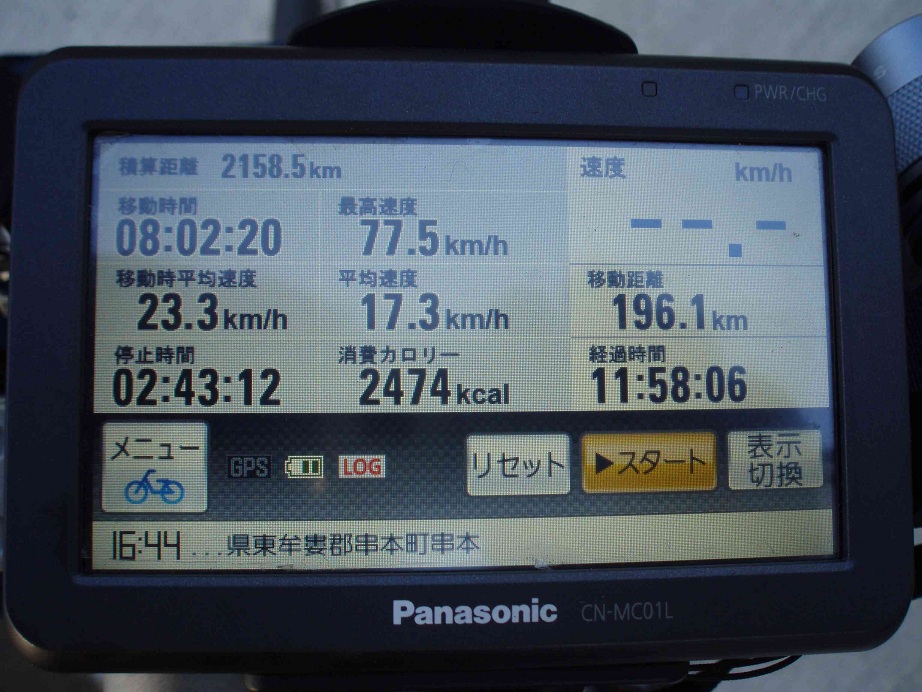 PWR/CHG
積算距離 2158.5km
速度 km/h
移動時間
08:02:20
最高速度
77.5km/h
-- -- . --
移動時平均速度
23.3km/h
平均速度
17.3km/h
移動距離
196.1km
停止時間
02:43:12
消費カロリー
2474kcal
経過時間
11:58:06
メニュー
GPS
LOG
リセット
▶スタート
表示
切換
16:44 ...県東牟婁郡串本町串本
Panasonic CN-MC01L